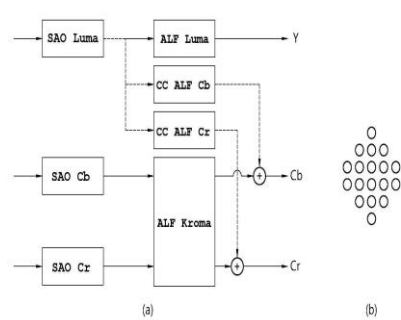 SAO Luma ALF Luma Y
CC ALF Cb
CC ALF Cr
SAO Cb + Cb
ALF Kroma
SAO Cr + Cr
(a) (b)